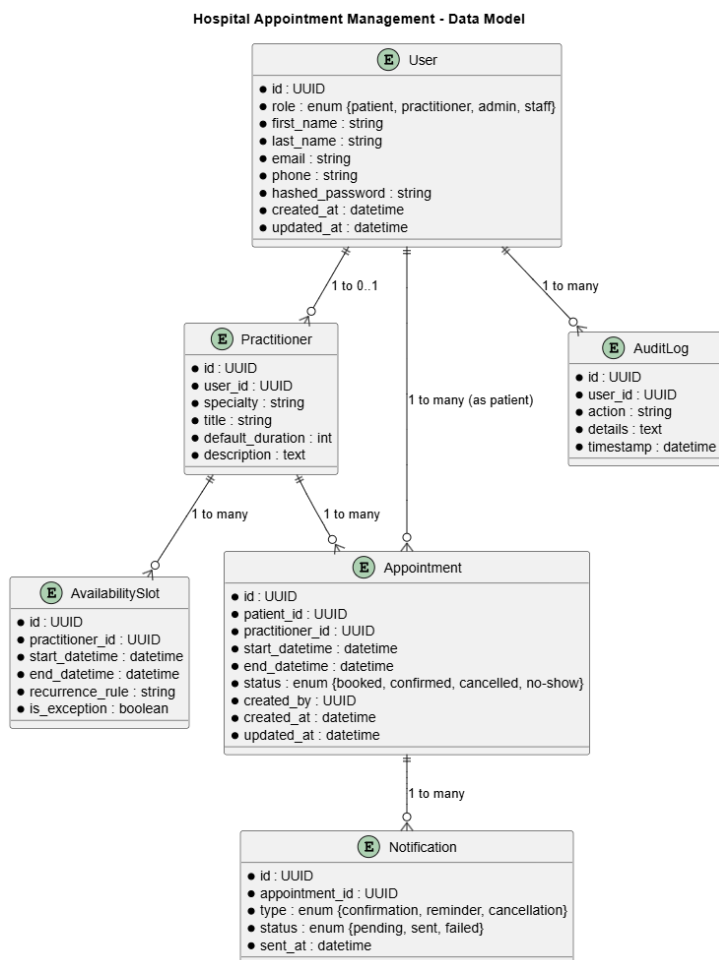 Hospital Appointment Management - Data Model
E User
id : UUID
role : enum {patient, practitioner, admin, staff}
first_name : string
last_name : string
email : string
phone : string
hashed_password : string
created_at : datetime
updated_at : datetime
1 to 0..1
1 to many
E Practitioner
id : UUID
user_id : UUID
specialty : string
title : string
default_duration : int
description : text
1 to many (as patient)
E AuditLog
id : UUID
user_id : UUID
action : string
details : text
timestamp : datetime
1 to many
1 to many
E AvailabilitySlot
id : UUID
practitioner_id : UUID
start_datetime : datetime
end_datetime : datetime
recurrence_rule : string
is_exception : boolean
E Appointment
id : UUID
patient_id : UUID
practitioner_id : UUID
start_datetime : datetime
end_datetime : datetime
status : enum {booked, confirmed, cancelled, no-show}
created_by : UUID
created_at : datetime
updated_at : datetime
1 to many
E Notification
id : UUID
appointment_id : UUID
type : enum {confirmation, reminder, cancellation}
status : enum {pending, sent, failed}
sent_at : datetime